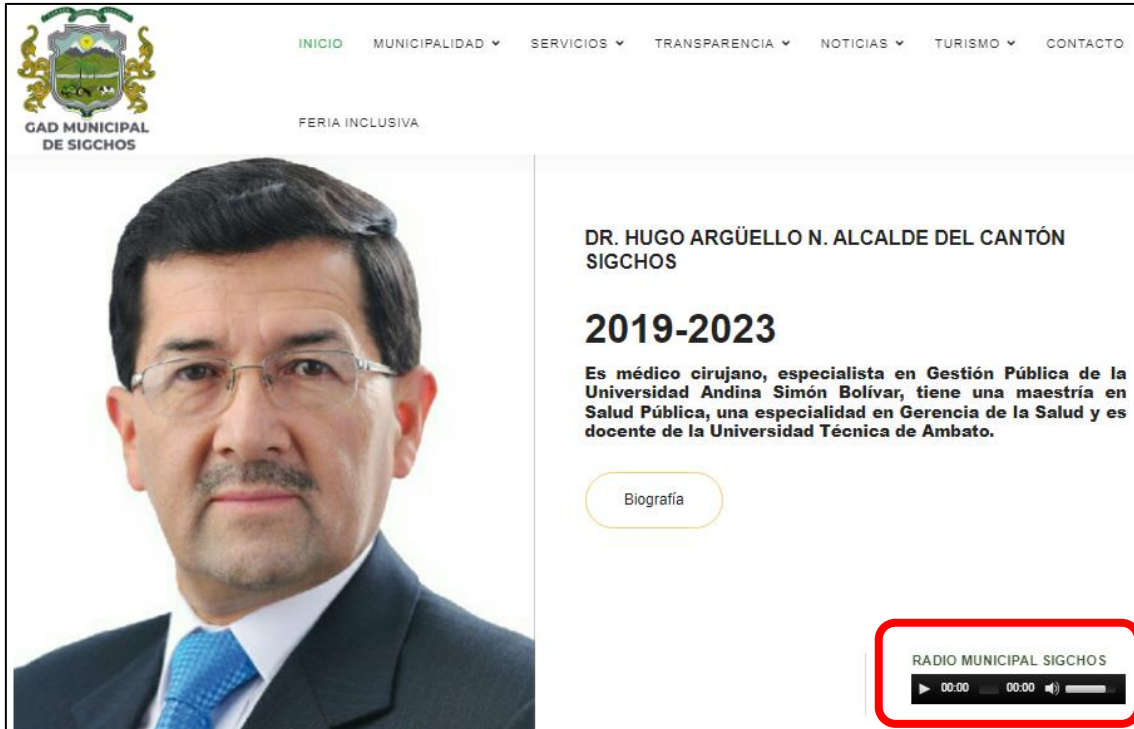 GAD MUNICIPAL
DE SIGCHOS
INICIO MUNICIPALIDAD SERVICIOS TRANSPARENCIA NOTICIAS TURISMO CONTACTO
FERIA INCLUSIVA
DR. HUGO ARGÜELLO N. ALCALDE DEL CANTÓN
SIGCHOS
2019-2023
Es médico cirujano, especialista en Gestión Pública de la
Universidad Andina Simón Bolívar, tiene una maestría en
Salud Pública, una especialidad en Gerencia de la Salud y es
docente de la Universidad Técnica de Ambato.
Biografía
RADIO MUNICIPAL SIGCHOS
00:00 00:00